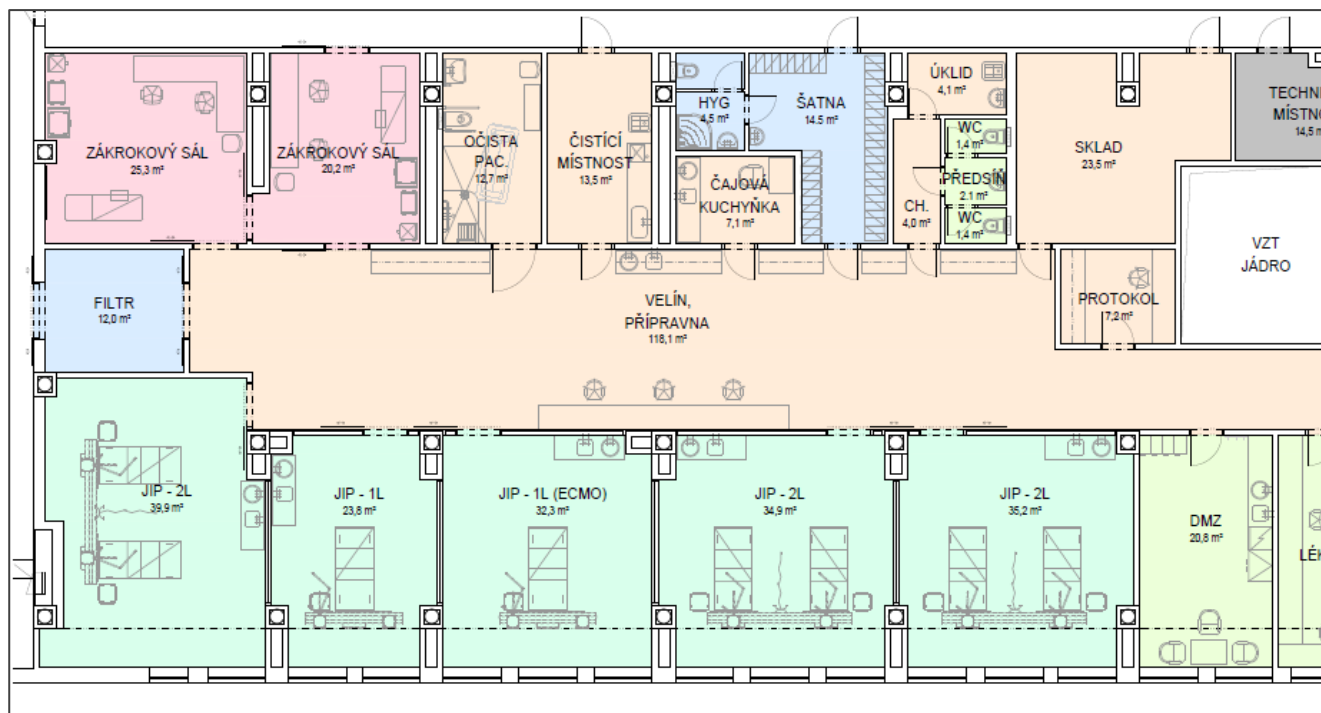 ZÁKROKOVÝ SÁL
25,3 m²
ZÁKROKOVÝ SÁL
20,2 m²
OČISTA
PAC.
12,7 m²
ČISTÍCÍ
MÍSTNOST
13,5 m²
HYG
4,5 m²
ŠATNA
14.5 m²
ČAJOVÁ
KUCHYŇKA
7,1 m²
ÚKLID
4,1 m²
WC
1,4 m²
PŘEDSÍŇ
2.1 m²
CH.
4,0 m²
WC
1,4 m²
SKLAD
23,5 m²
TECHNI
MÍSTNO
14,5 m
VZT
JÁDRO
FILTR
12,0 m²
VELÍN,
PŘÍPRAVNA
118,1 m²
PROTOKOL
7,2 m²
JIP - 2L
39,9 m²
JIP - 1L
23,8 m²
JIP - 1L (ECMO)
32,3 m²
JIP - 2L
34,9 m²
JIP - 2L
35,2 m²
DMZ
20,8 m²
LÉK